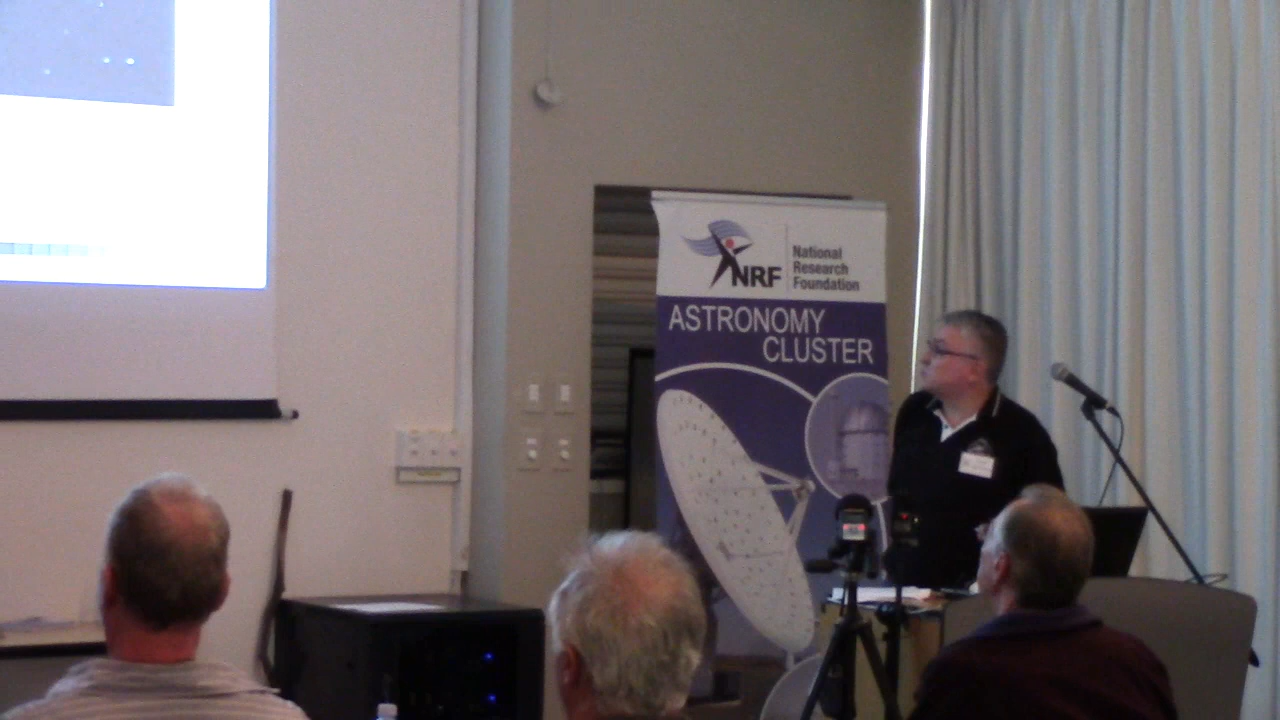 NRF
National
Research
Foundation
ASTRONOMY
CLUSTER